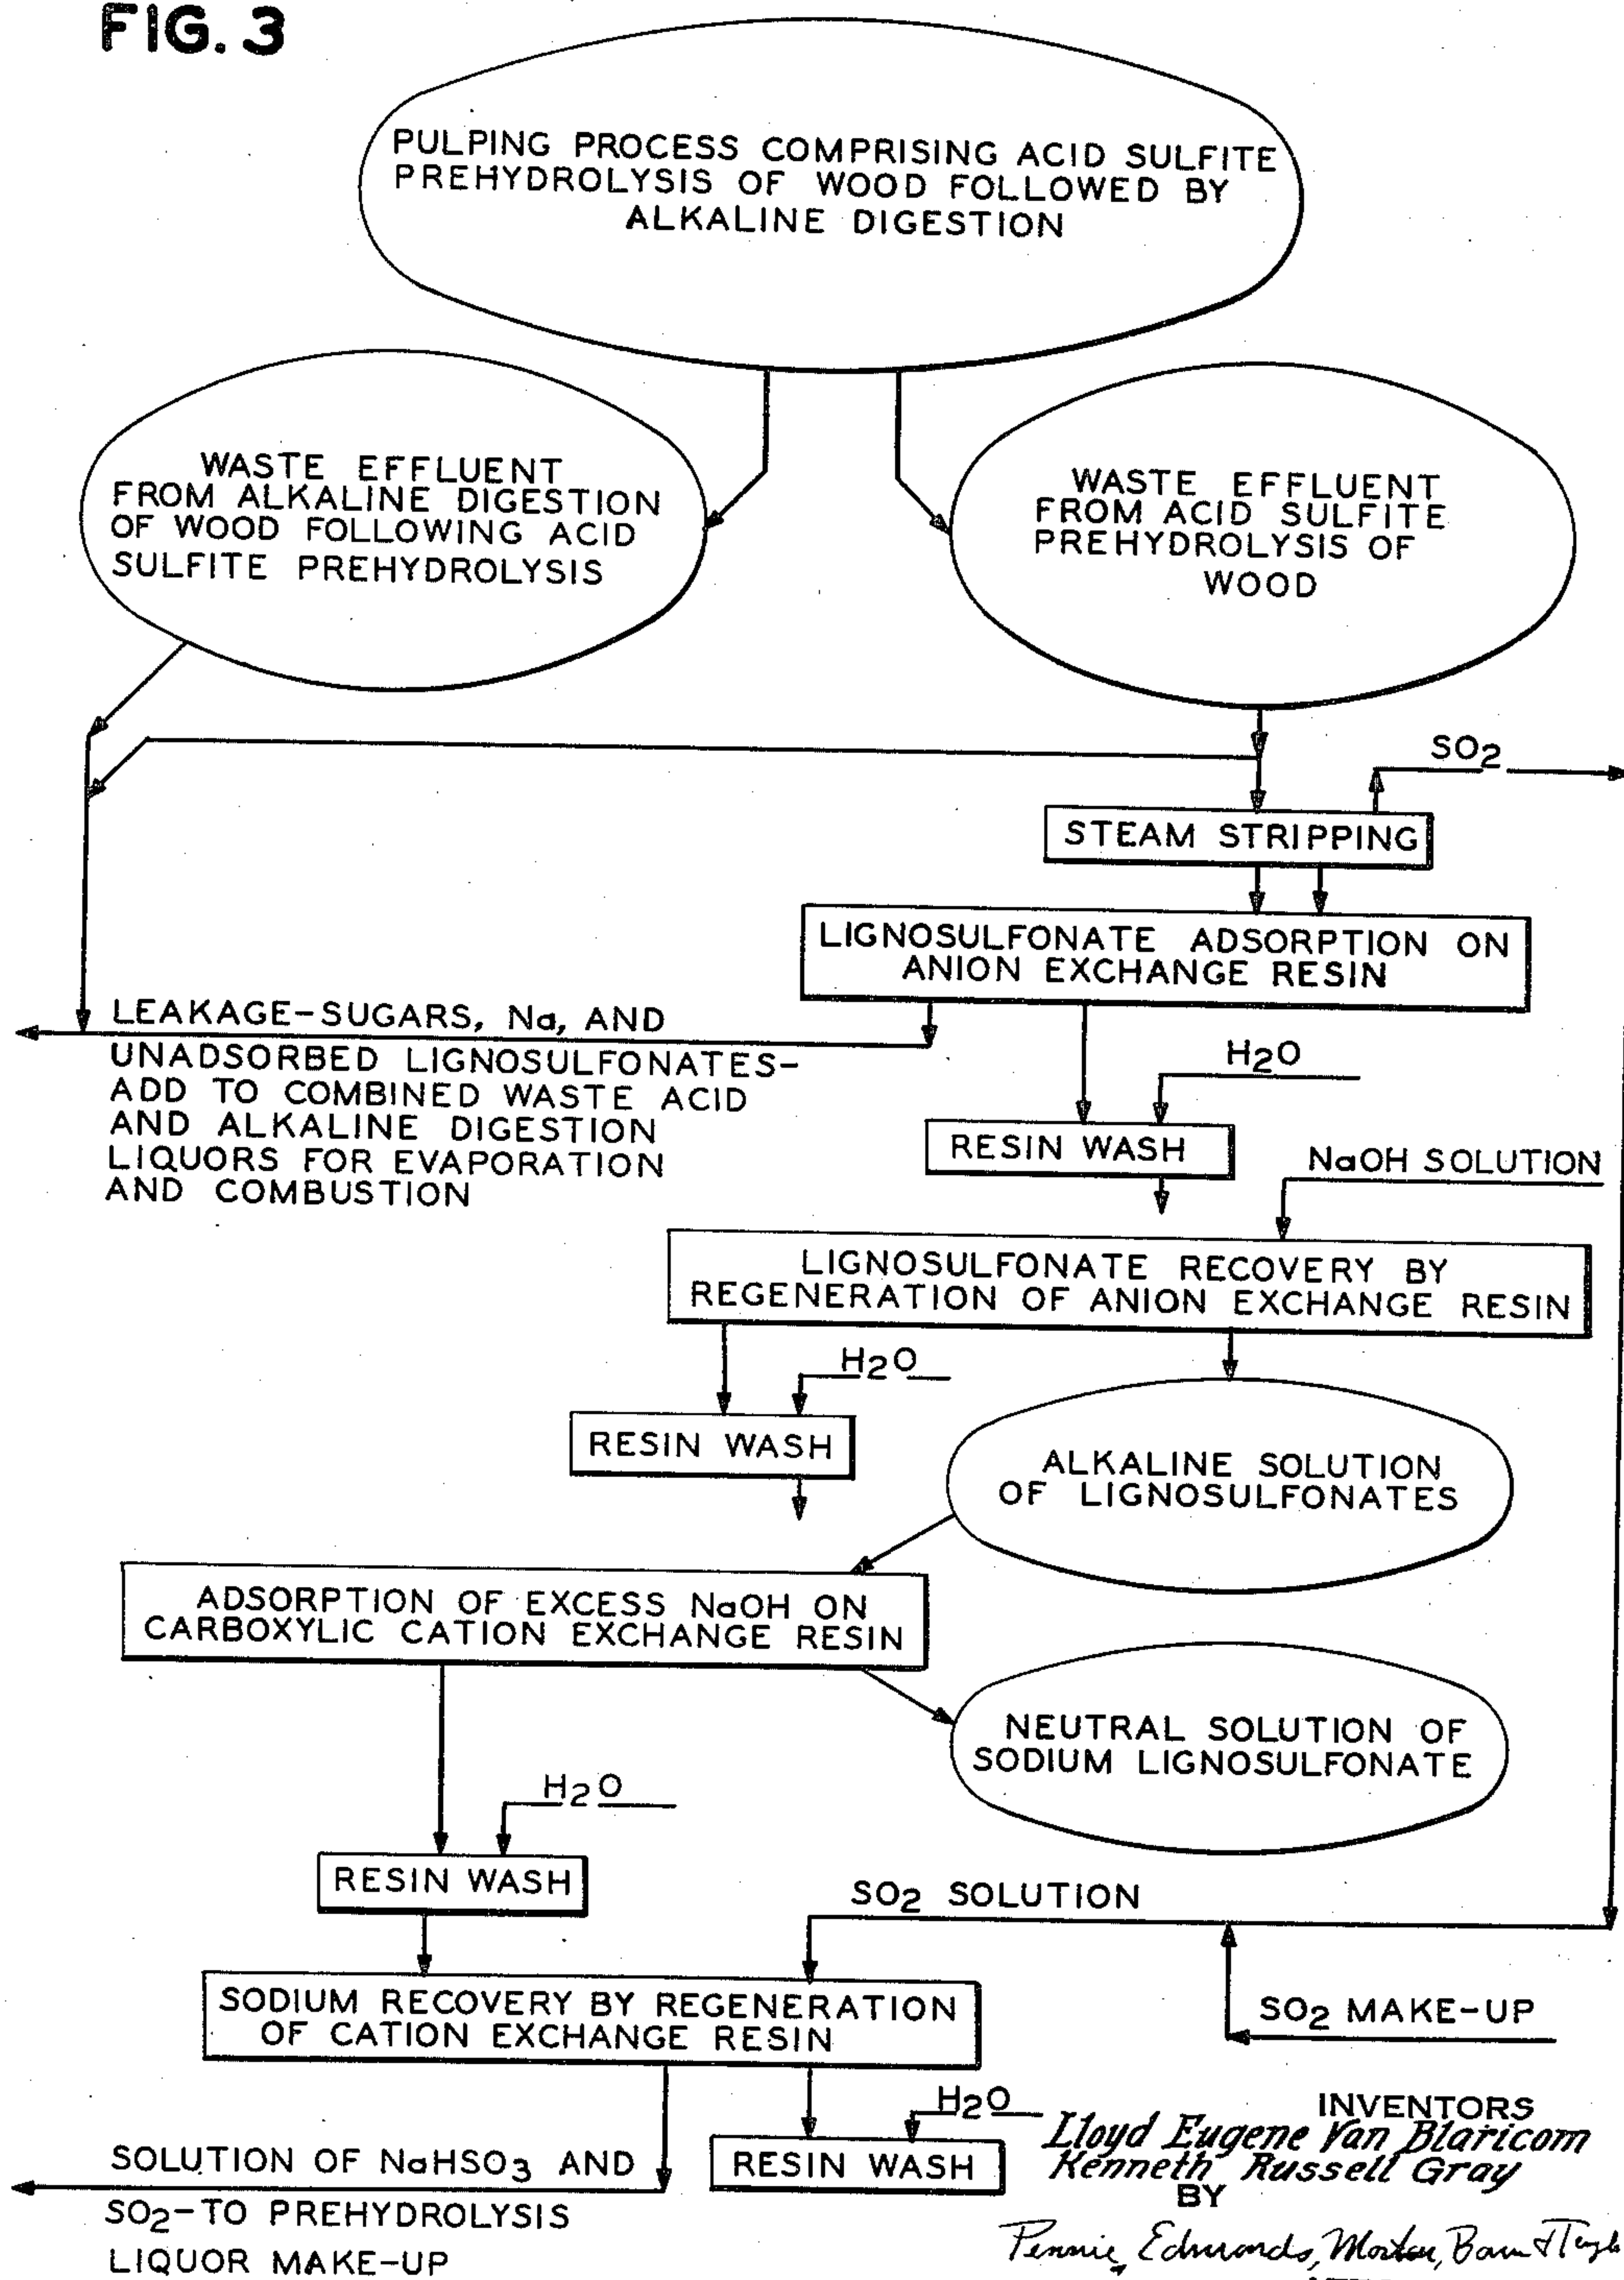 FIG. 3
PULPING PROCESS COMPRISING ACID SULFITE
PREHYDROLYSIS OF WOOD FOLLOWED BY
ALKALINE DIGESTION
WASTE EFFLUENT
FROM ALKALINE DIGESTION
OF WOOD FOLLOWING ACID
SULFITE PREHYDROLYSIS
WASTE EFFLUENT
FROM ACID SULFITE
PREHYDROLYSIS OF
WOOD
SO2
STEAM STRIPPING
LIGNOSULFONATE ADSORPTION ON
ANION EXCHANGE RESIN
LEAKAGE-SUGARS, Na, AND
UNADSORBED LIGNOSULFONATES-
ADD TO COMBINED WASTE ACID
AND ALKALINE DIGESTION
LIQUORS FOR EVAPORATION
AND COMBUSTION
H2O
RESIN WASH
NaOH SOLUTION
LIGNOSULFONATE RECOVERY BY
REGENERATION OF ANION EXCHANGE RESIN
H2O
RESIN WASH
ALKALINE SOLUTION
OF LIGNOSULFONATES
ADSORPTION OF EXCESS NaOH ON
CARBOXYLIC CATION EXCHANGE RESIN
NEUTRAL SOLUTION OF
SODIUM LIGNOSULFONATE
H2O
RESIN WASH
SO2 SOLUTION
SODIUM RECOVERY BY REGENERATION
OF CATION EXCHANGE RESIN
SO2 MAKE-UP
H2O
RESIN WASH
SOLUTION OF NaHSO3 AND
SO2-TO PREHYDROLYSIS
LIQUOR MAKE-UP
INVENTORS
Lloyd Eugene Van Blaricom
Kenneth Russell Gray
BY
Pennie, Edmonds, Morton,